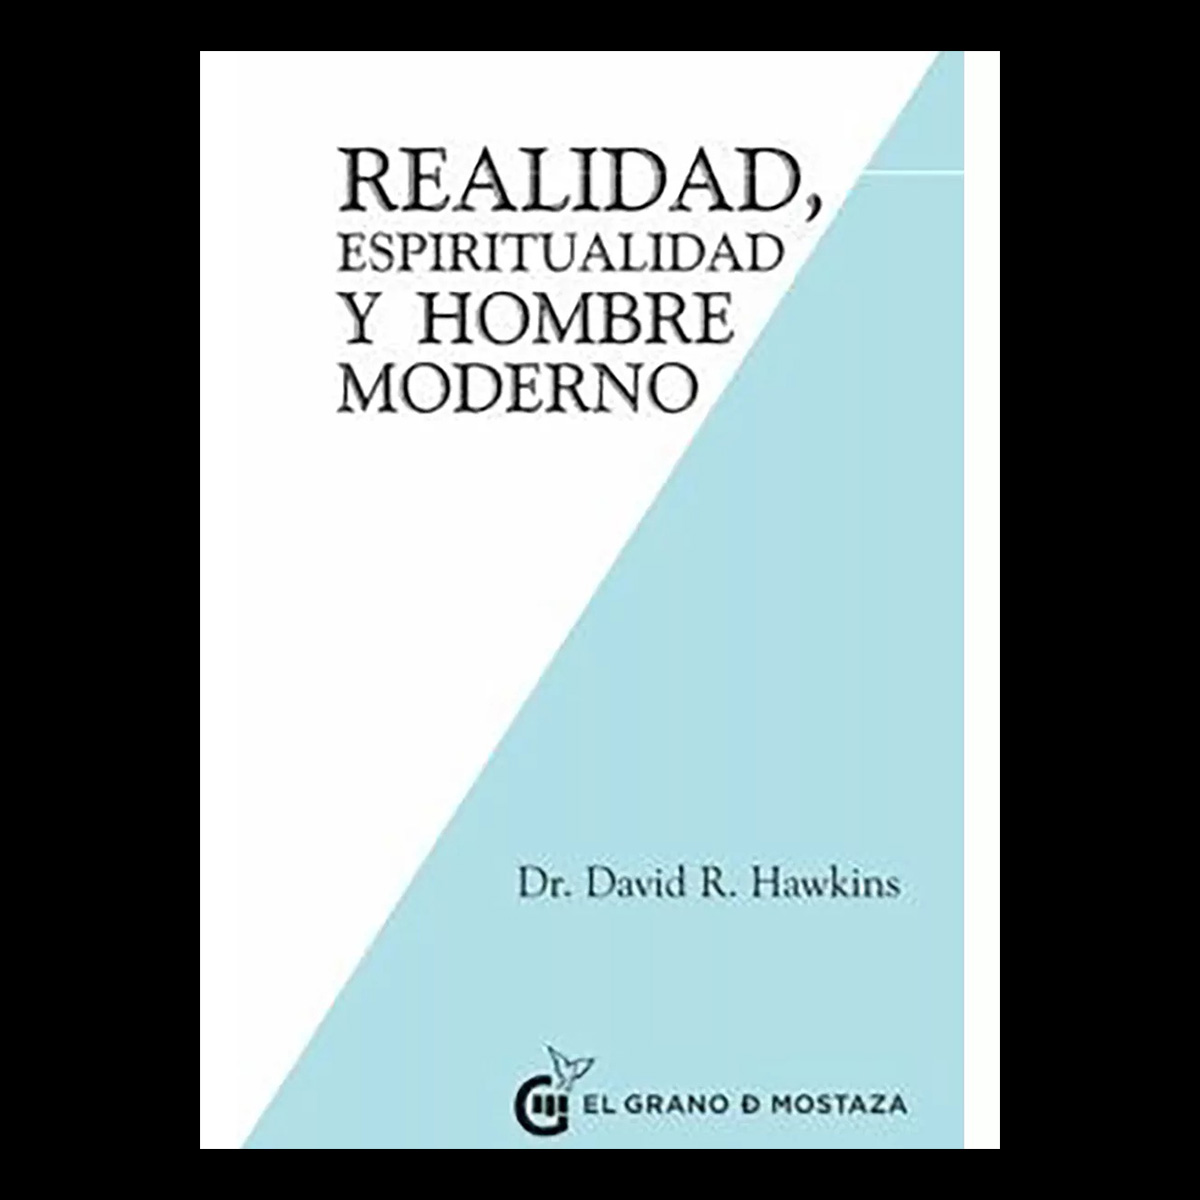 REALIDAD,
ESPIRITUALIDAD
Y HOMBRE
MODERNO
Dr. David R. Hawkins
EL GRANO Đ MOSTAZA